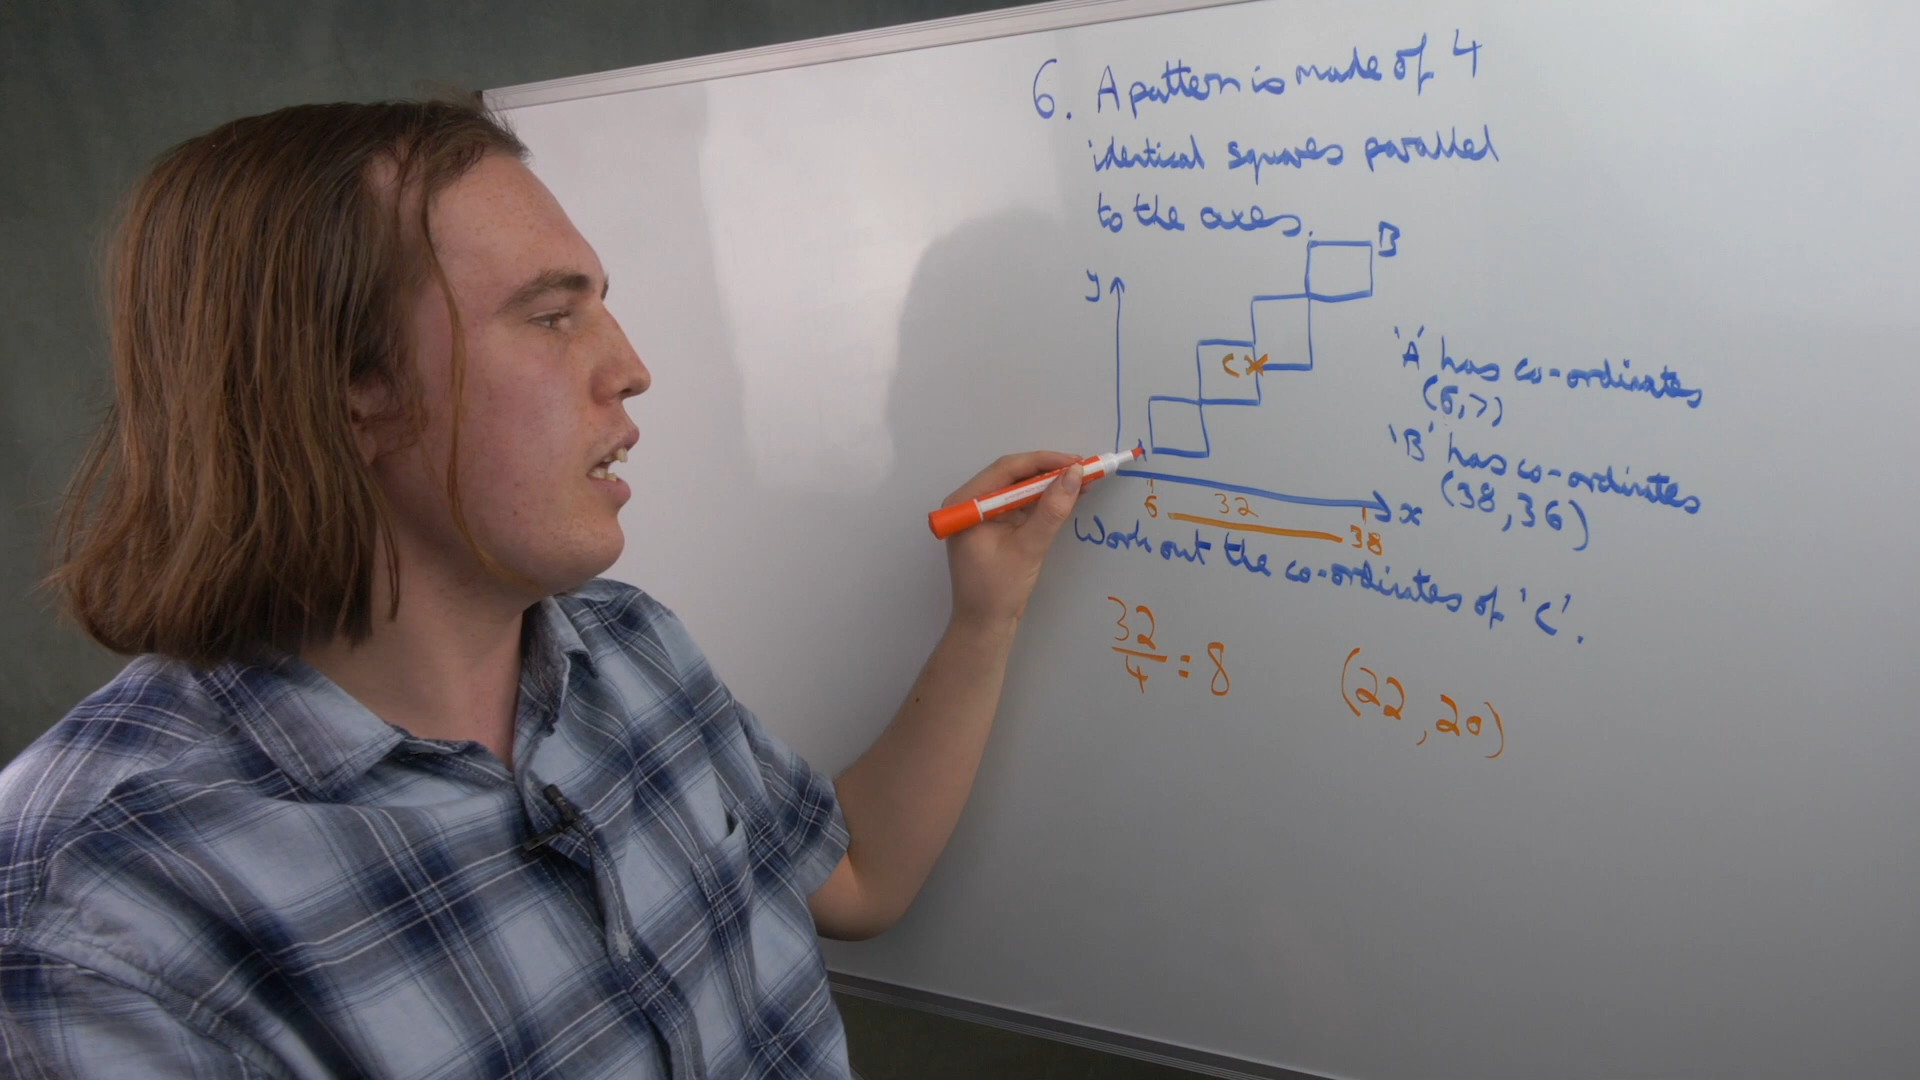 6. A pattern is made of 4
identical squares parallel
to the axes.
B
y
C
A
x
6
32
38
'A' has co-ordinates
(6,7)
'B' has co-ordinates
(38,36)
Work out the co-ordinates of 'C'.
32
4
= 8
(22, 20)